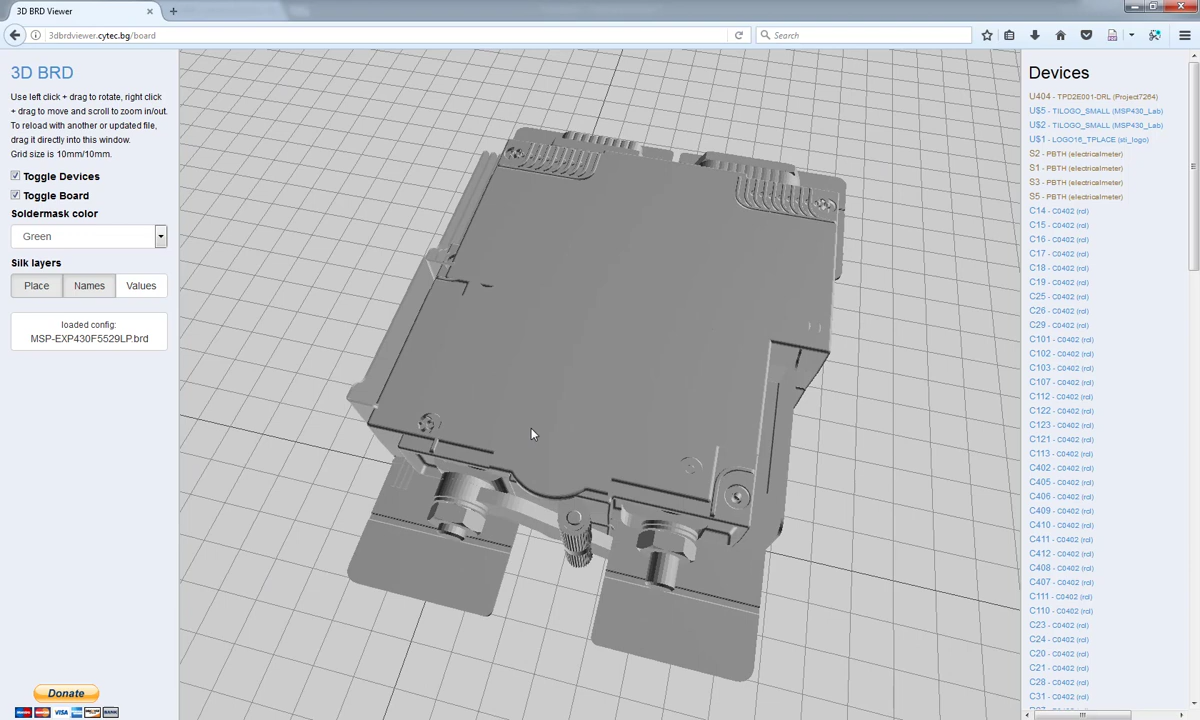 3D BRD Viewer
3dbrdviewer.cytec.bg/board
Search
3D BRD
Use left click + drag to rotate, right click
+ drag to move and scroll to zoom in/out.
To reload with another or updated file,
drag it directly into this window.
Grid size is 10mm/10mm.
Toggle Devices
Toggle Board
Soldermask color
Green
Silk layers
Place Names Values
loaded config:
MSP-EXP430F5529LP.brd
Donate
VISA
Devices
U404 - TPD2E001-DRL (Project7264)
U$5 - TILOGO_SMALL (MSP430_Lab)
U$2 - TILOGO_SMALL (MSP430_Lab)
U$1 - LOGO16_TPLACE (sti_logo)
S2 - PBTH (electricalmeter)
S1 - PBTH (electricalmeter)
S3 - PBTH (electricalmeter)
S5 - PBTH (electricalmeter)
C14 - C0402 (rcl)
C15 - C0402 (rcl)
C16 - C0402 (rcl)
C17 - C0402 (rcl)
C18 - C0402 (rcl)
C19 - C0402 (rcl)
C25 - C0402 (rcl)
C26 - C0402 (rcl)
C29 - C0402 (rcl)
C101 - C0402 (rcl)
C102 - C0402 (rcl)
C103 - C0402 (rcl)
C107 - C0402 (rcl)
C112 - C0402 (rcl)
C122 - C0402 (rcl)
C123 - C0402 (rcl)
C121 - C0402 (rcl)
C113 - C0402 (rcl)
C402 - C0402 (rcl)
C405 - C0402 (rcl)
C406 - C0402 (rcl)
C409 - C0402 (rcl)
C410 - C0402 (rcl)
C411 - C0402 (rcl)
C412 - C0402 (rcl)
C408 - C0402 (rcl)
C407 - C0402 (rcl)
C111 - C0402 (rcl)
C110 - C0402 (rcl)
C23 - C0402 (rcl)
C24 - C0402 (rcl)
C20 - C0402 (rcl)
C21 - C0402 (rcl)
C28 - C0402 (rcl)
C31 - C0402 (rcl)